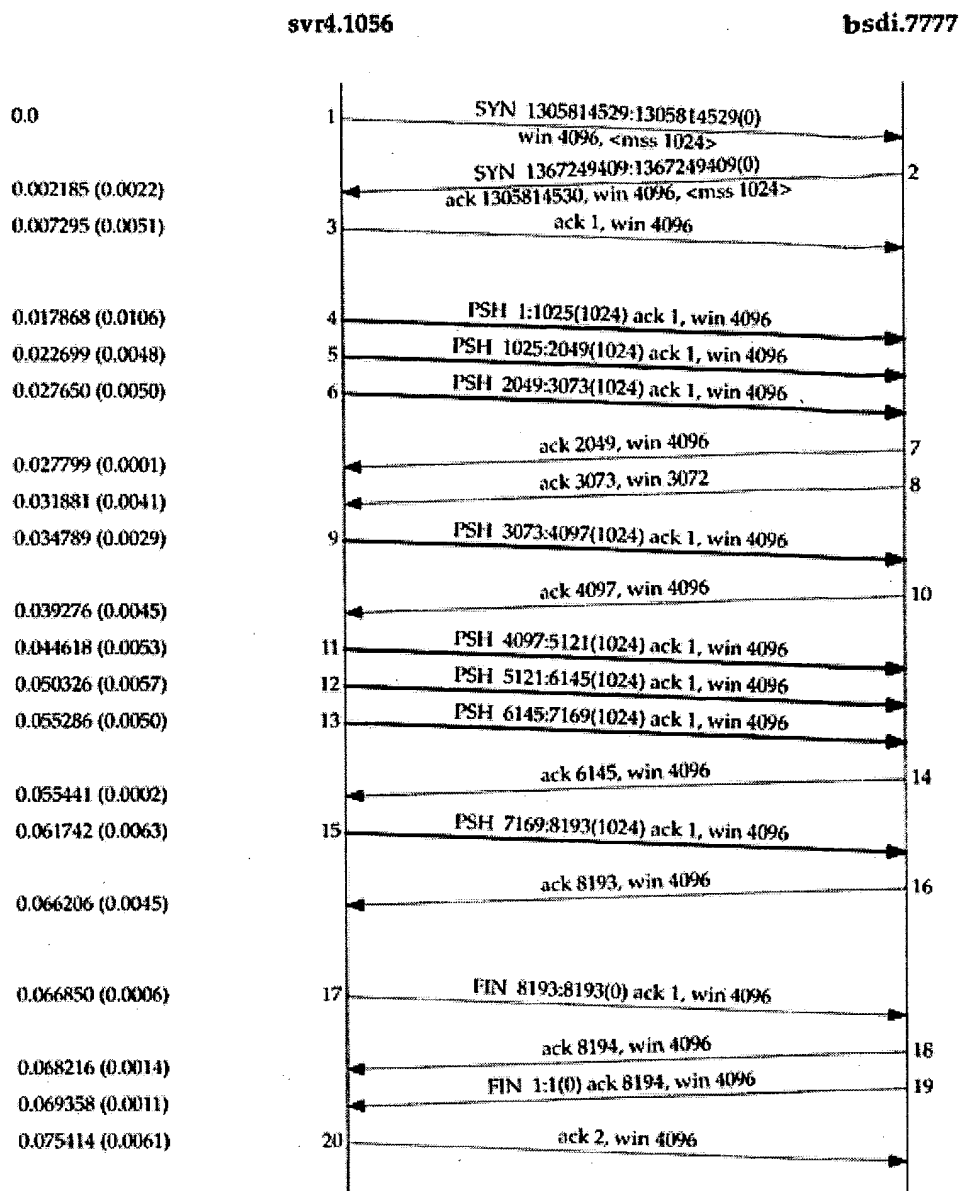 svr4.1056 bsdi.7777
0.0 1 SYN 1305814529:1305814529(0)
win 4096, <mss 1024>
SYN 1367249409:1367249409(0) 2
0.002185 (0.0022) ack 1305814530, win 4096, <mss 1024>
0.007295 (0.0051) 3 ack 1, win 4096
0.017868 (0.0106) 4 PSH 1:1025(1024) ack 1, win 4096
0.022699 (0.0048) 5 PSH 1025:2049(1024) ack 1, win 4096
0.027650 (0.0050) 6 PSH 2049:3073(1024) ack 1, win 4096
ack 2049, win 4096 7
0.027799 (0.0001)
ack 3073, win 3072 8
0.031881 (0.0041)
0.034789 (0.0029) 9 PSH 3073:4097(1024) ack 1, win 4096
ack 4097, win 4096 10
0.039276 (0.0045)
0.044618 (0.0053) 11 PSH 4097:5121(1024) ack 1, win 4096
0.050326 (0.0057) 12 PSH 5121:6145(1024) ack 1, win 4096
0.055286 (0.0050) 13 PSH 6145:7169(1024) ack 1, win 4096
ack 6145, win 4096 14
0.055441 (0.0002)
0.061742 (0.0063) 15 PSH 7169:8193(1024) ack 1, win 4096
ack 8193, win 4096 16
0.066206 (0.0045)
0.066850 (0.0006) 17 FIN 8193:8193(0) ack 1, win 4096
ack 8194, win 4096 18
0.068216 (0.0014)
FIN 1:1(0) ack 8194, win 4096 19
0.069358 (0.0011)
0.075414 (0.0061) 20 ack 2, win 4096